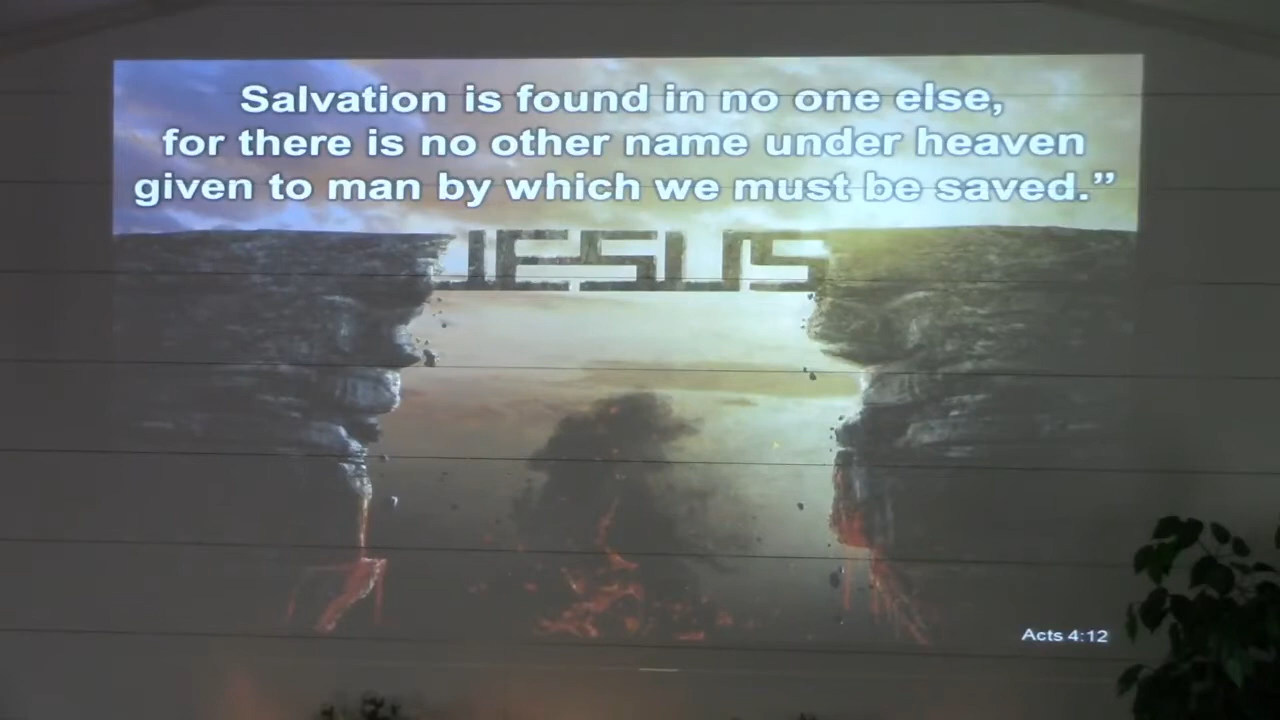 Salvation is found in no one else,
for there is no other name under heaven
given to man by which we must be saved.”
JESUS
Acts 4:12